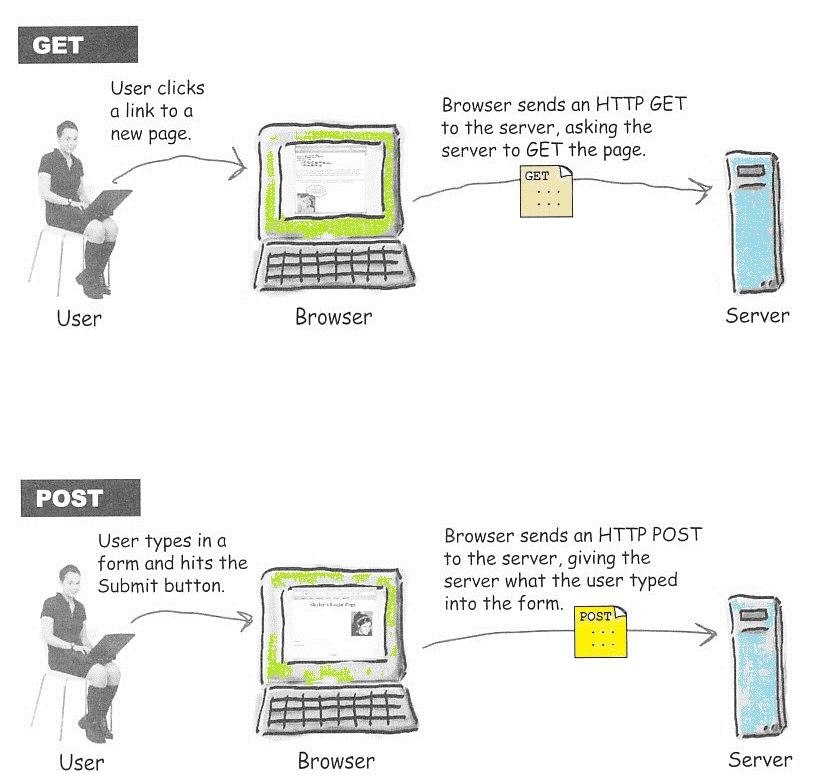 GET
User clicks
a link to a
new page.
Browser sends an HTTP GET
to the server, asking the
server to GET the page.
GET
User
Browser
Server
POST
User types in a
form and hits the
Submit button.
Browser sends an HTTP POST
to the server, giving the
server what the user typed
into the form.
POST
Skyler's Login Page
User
Browser
Server